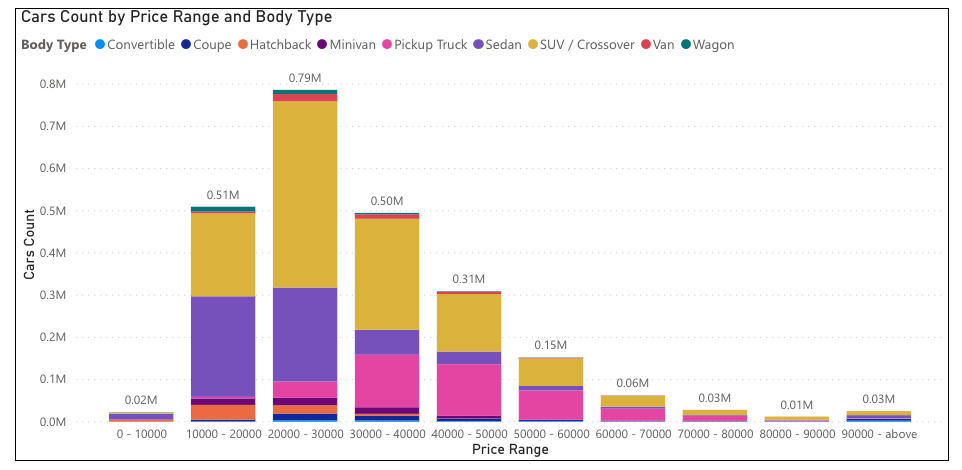 Cars Count by Price Range and Body Type
Body Type Convertible Coupe Hatchback Minivan Pickup Truck Sedan SUV / Crossover Van Wagon
0.8M
0.7M
0.6M
0.5M
0.4M
0.3M
0.2M
0.1M
0.0M
Cars Count
0.02M
0.51M
0.79M
0.50M
0.31M
0.15M
0.06M
0.03M
0.01M
0.03M
0 - 10000 10000 - 20000 20000 - 30000 30000 - 40000 40000 - 50000 50000 - 60000 60000 - 70000 70000 - 80000 80000 - 90000 90000 - above
Price Range